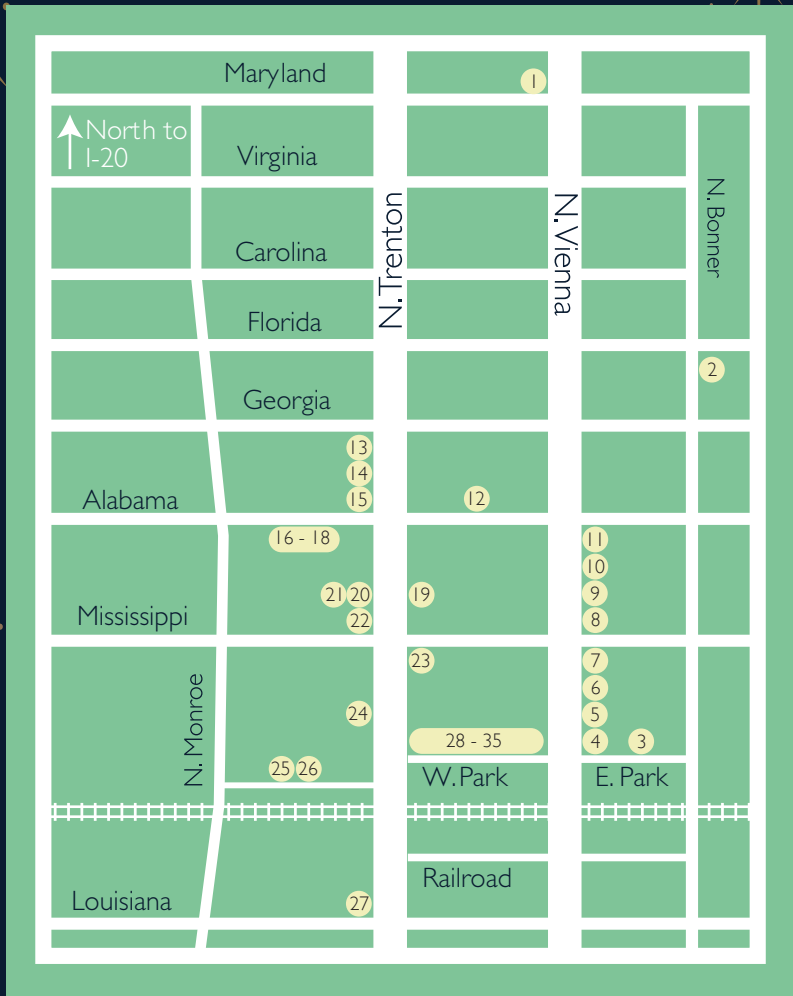 Maryland
1
North to
I-20
Virginia
N. Trenton
N. Vienna
N. Bonner
Carolina
Florida
2
Georgia
13
14
15
12
Alabama
16 - 18
11
10
21
20
19
9
22
8
Mississippi
23
7
6
N. Monroe
24
5
28 - 35
4
3
25
26
W. Park
E. Park
Railroad
Louisiana
27